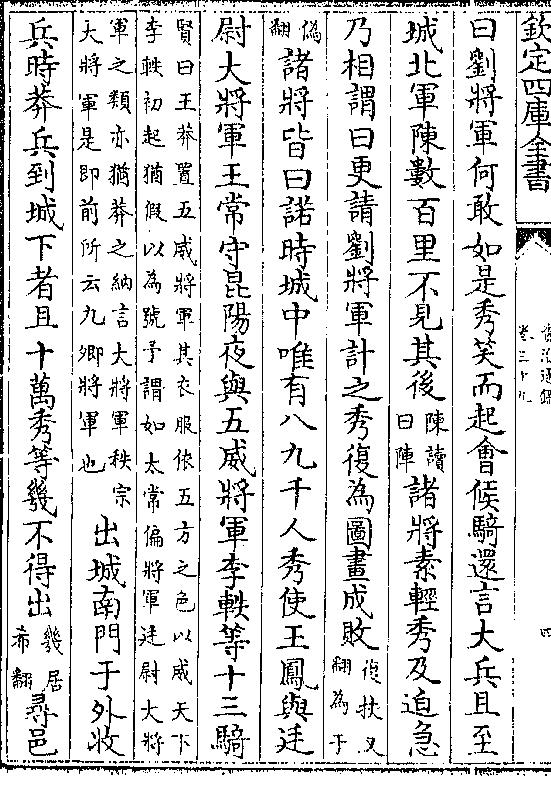 欽定四庫全書
曰劉將軍何敢如是秀笑而起會候騎還言大兵且至
城北軍陳數百里不見其後陳讀曰陣諸將素輕秀及迫急
乃相謂曰更請劉將軍計之秀復為圖畫成敗復扶又翻為于
偽翻諸將皆曰諾時城中唯有八九千人秀使王鳳與廷
尉大將軍王常守昆陽夜與五威將軍李軼等十三騎
賢曰王莽置五威將軍其衣服依五方之色以威天下
李軼初起猶假以為號予謂如太常偏將軍廷尉大將
軍之類亦猶莽之納言大將軍秩宗
大將軍是即前所云九卿將軍也出城南門于外收
兵時莽兵到城下者且十萬秀等幾不得出幾居希翻尋邑